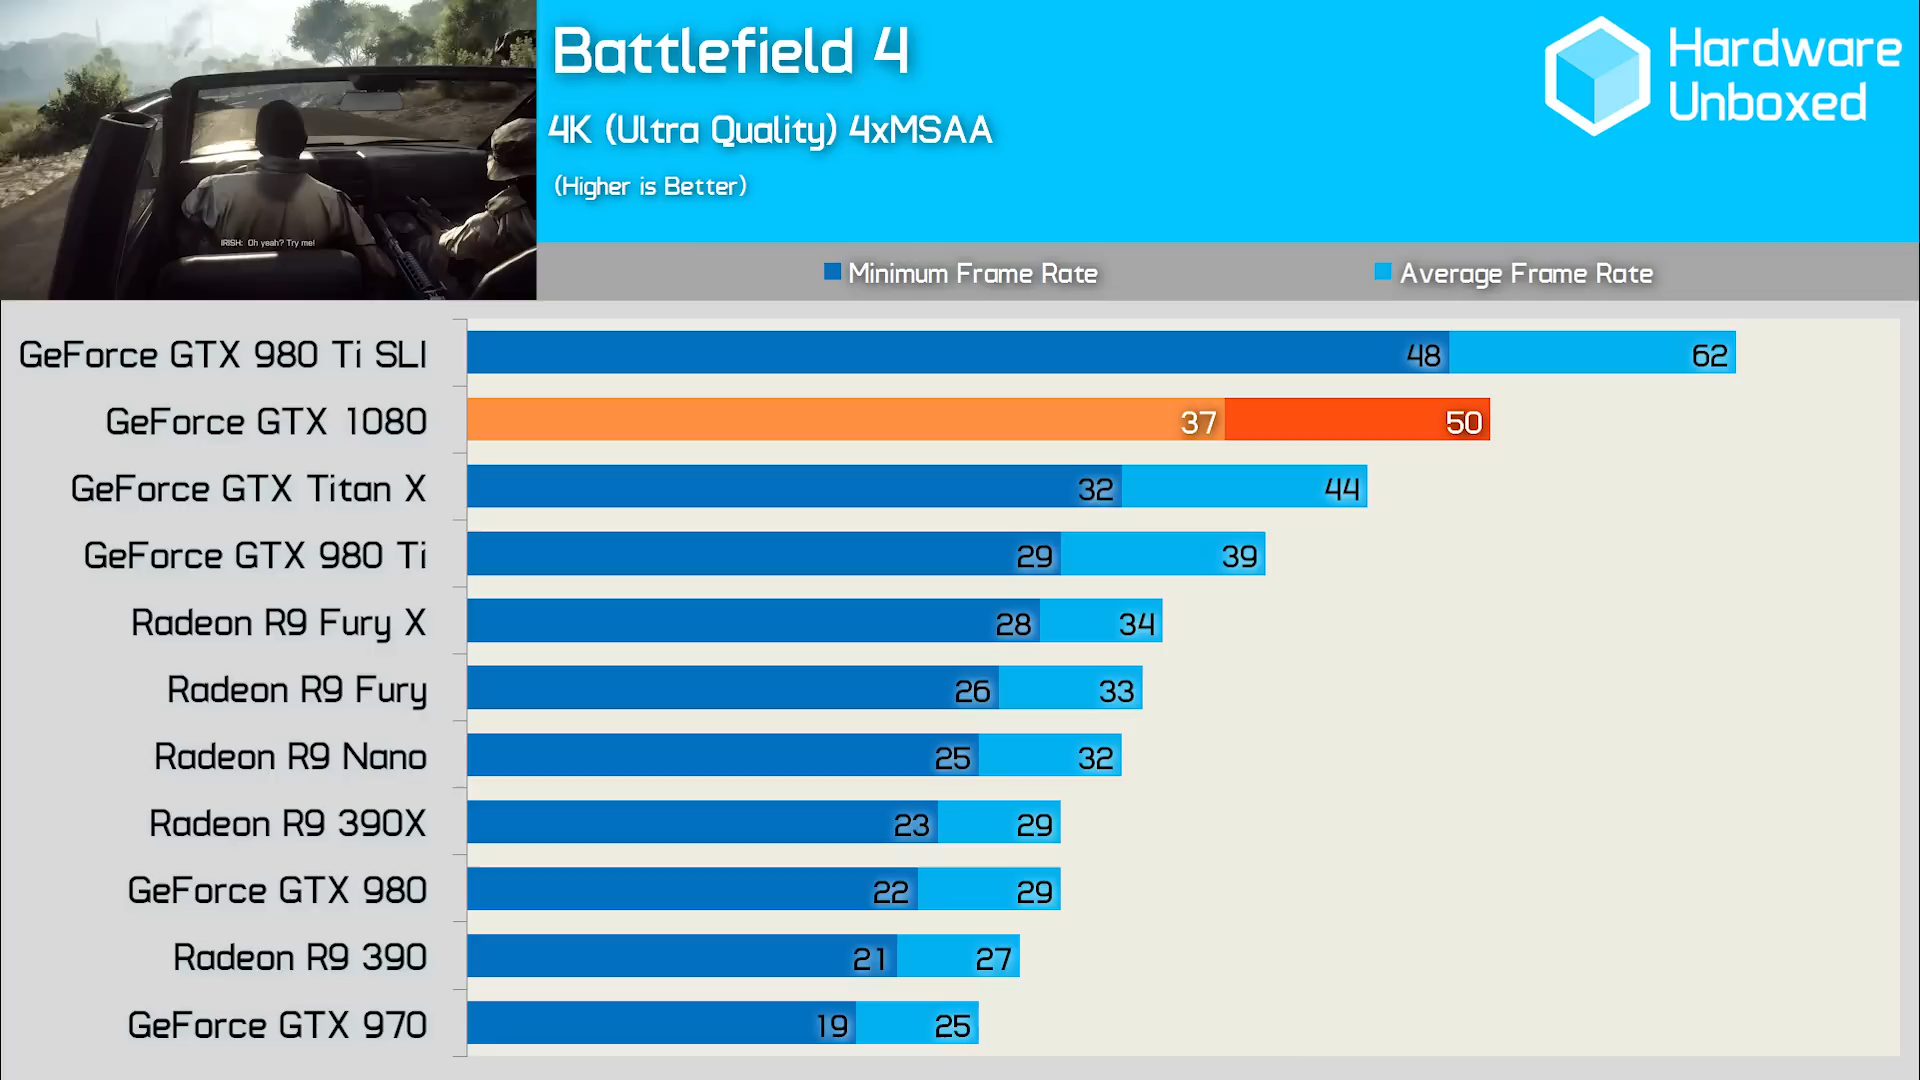 Battlefield 4
4K (Ultra Quality) 4xMSAA
(Higher is Better)
Hardware
Unboxed
IRISH: Oh yeah? Try me!
Minimum Frame Rate
Average Frame Rate
GeForce GTX 980 Ti SLI 48 62
GeForce GTX 1080 37 50
GeForce GTX Titan X 32 44
GeForce GTX 980 Ti 29 39
Radeon R9 Fury X 28 34
Radeon R9 Fury 26 33
Radeon R9 Nano 25 32
Radeon R9 390X 23 29
GeForce GTX 980 22 29
Radeon R9 390 21 27
GeForce GTX 970 19 25